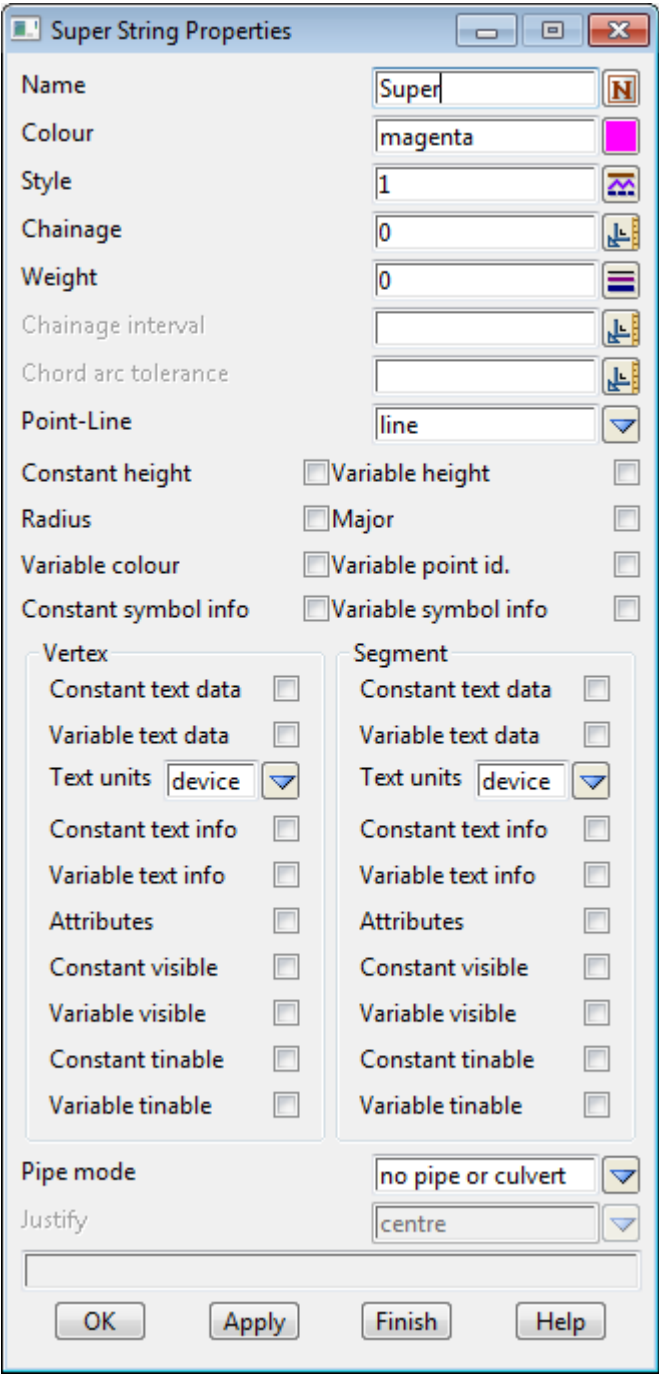 Super String Properties
Name Super N
Colour magenta
Style 1
Chainage 0
Weight 0
Chainage interval
Chord arc tolerance
Point-Line line
Constant height Variable height
Radius Major
Variable colour Variable point id.
Constant symbol info Variable symbol info
Vertex Segment
Constant text data Constant text data
Variable text data Variable text data
Text units device Text units device
Constant text info Constant text info
Variable text info Variable text info
Attributes Attributes
Constant visible Constant visible
Variable visible Variable visible
Constant tinable Constant tinable
Variable tinable Variable tinable
Pipe mode no pipe or culvert
Justify centre
OK Apply Finish Help